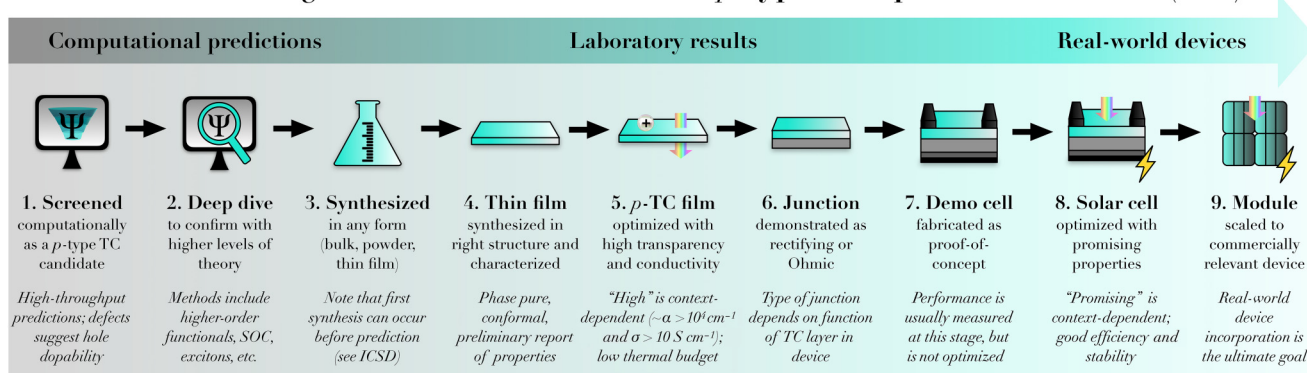 Computational predictions
Laboratory results
Real-world devices
Ψ
Ψ
+
1. Screened
computationally
as a p-type TC
candidate
High-throughput
predictions; defects
suggest hole
dopability
2. Deep dive
to confirm with
higher levels of
theory
Methods include
higher-order
functionals, SOC,
excitons, etc.
3. Synthesized
in any form
(bulk, powder,
thin film)
Note that first
synthesis can occur
before prediction
(see ICSD)
4. Thin film
synthesized in
right structure and
characterized
Phase pure,
conformal,
preliminary report
of properties
5. p-TC film
optimized with
high transparency
and conductivity
“High” is context-
dependent (~α > 10⁴ cm⁻¹
and σ > 10 S cm⁻¹);
low thermal budget
6. Junction
demonstrated as
rectifying or
Ohmic
Type of junction
depends on function
of TC layer in
device
7. Demo cell
fabricated as
proof-of-
concept
Performance is
usually measured
at this stage, but
is not optimized
8. Solar cell
optimized with
promising
properties
“Promising” is
context-dependent;
good efficiency and
stability
9. Module
scaled to
commercially
relevant device
Real-world
device
incorporation is
the ultimate goal